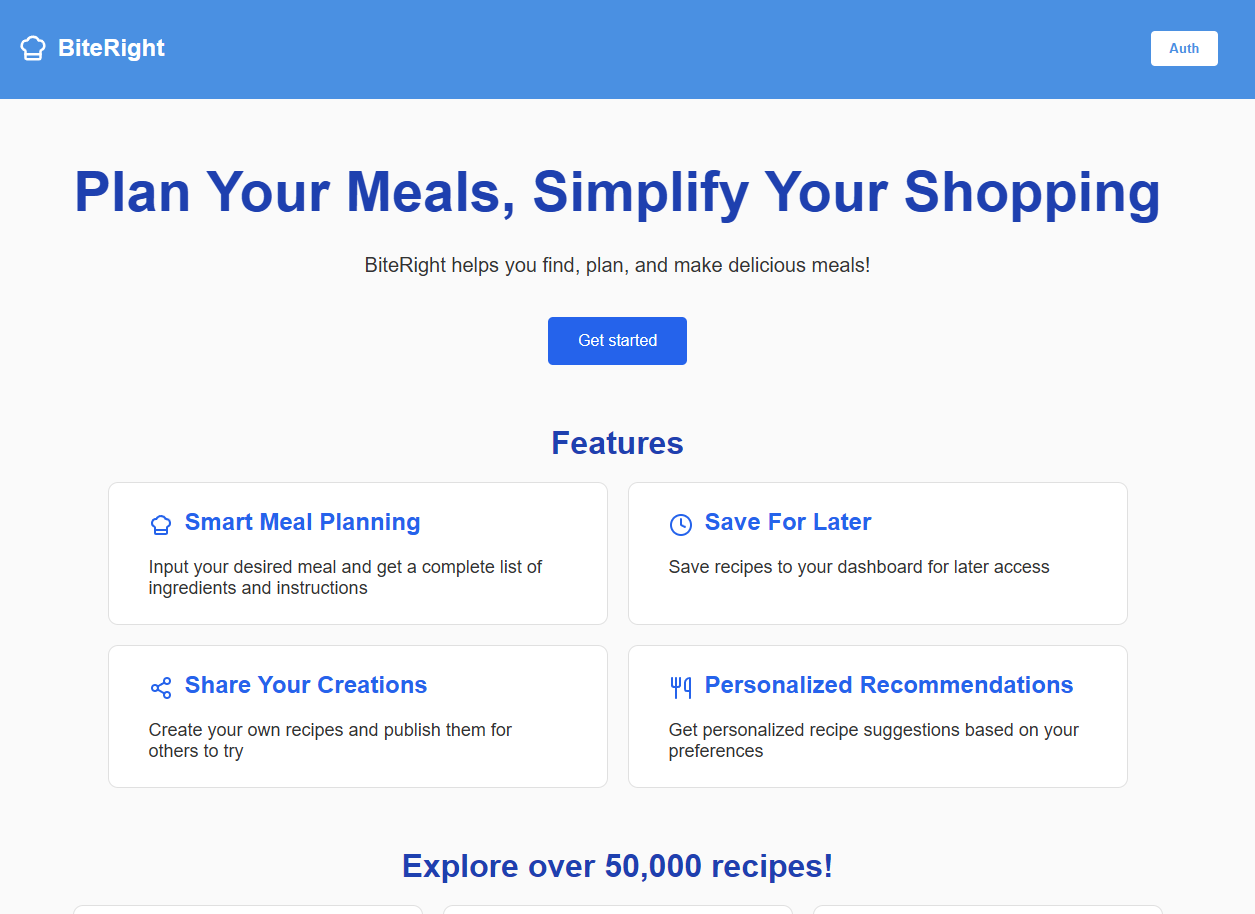 BiteRight
Auth
Plan Your Meals, Simplify Your Shopping
BiteRight helps you find, plan, and make delicious meals!
Get started
Features
Smart Meal Planning
Input your desired meal and get a complete list of
ingredients and instructions
Save For Later
Save recipes to your dashboard for later access
Share Your Creations
Create your own recipes and publish them for
others to try
Personalized Recommendations
Get personalized recipe suggestions based on your
preferences
Explore over 50,000 recipes!